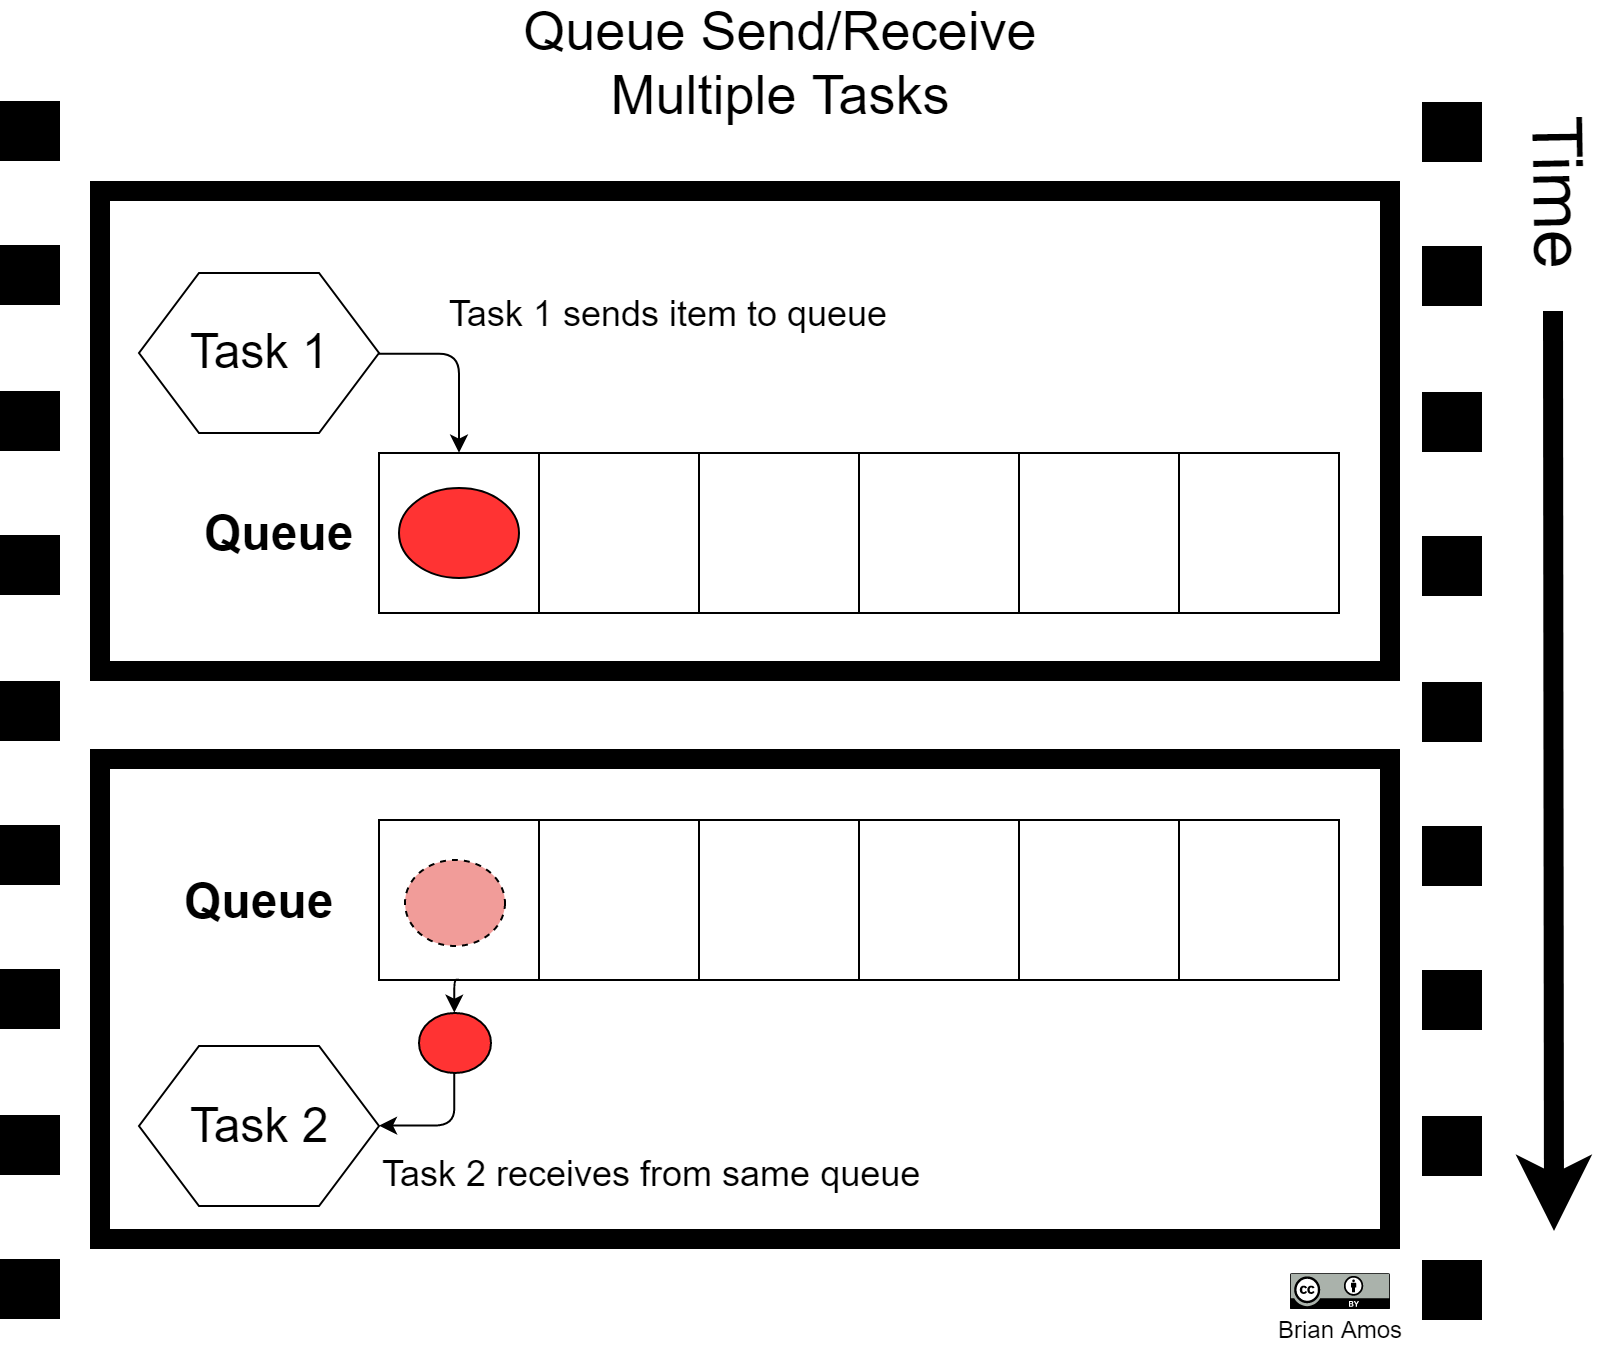 Queue Send/Receive
Multiple Tasks
Time
Task 1 sends item to queue
Task 1
Queue
Queue
Task 2
Task 2 receives from same queue
cc
BY
Brian Amos